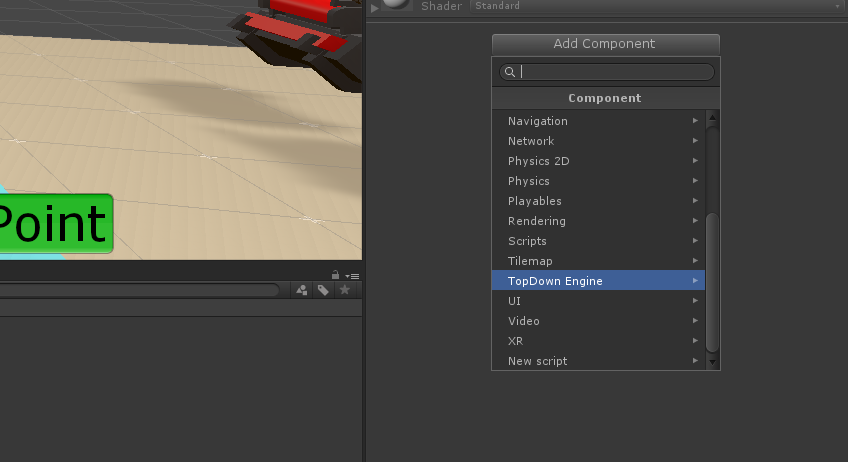 Shader Standard
Add Component
Component
Navigation
Network
Physics 2D
Physics
Playables
Rendering
Scripts
Tilemap
TopDown Engine
UI
Video
XR
New script
Point